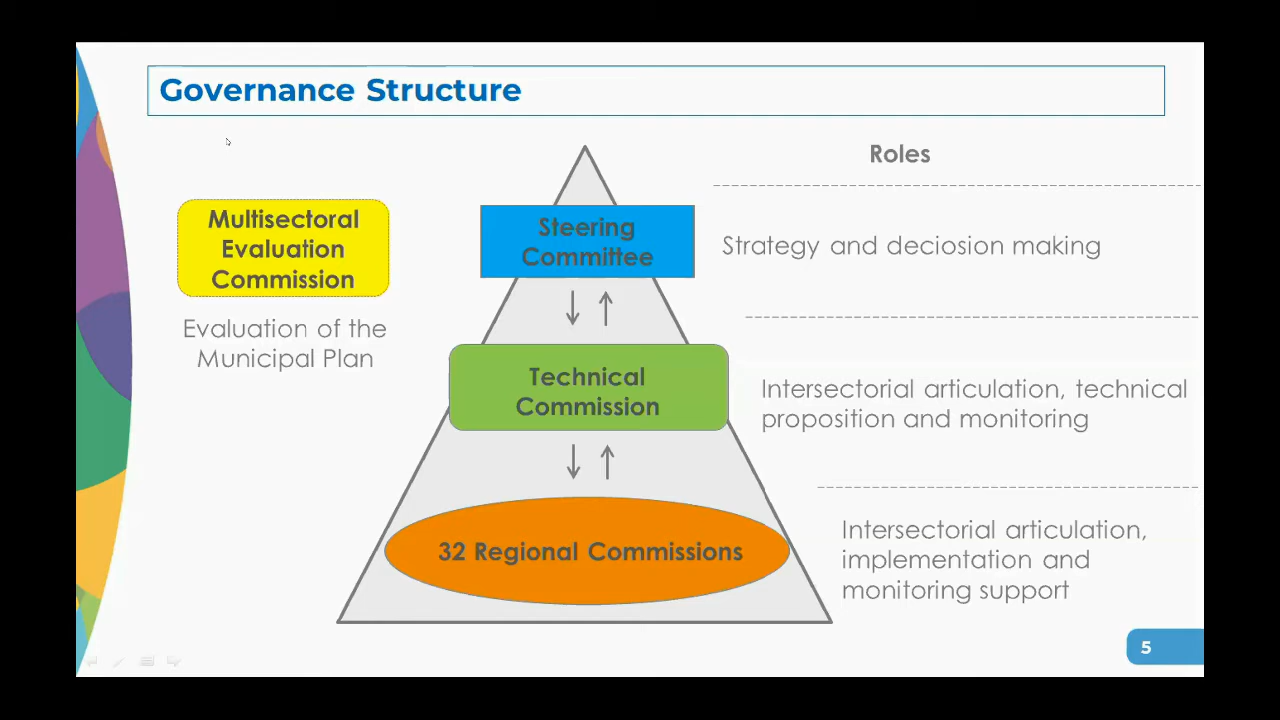 Governance Structure
Roles
Multisectoral
Evaluation
Commission
Evaluation of the
Municipal Plan
Steering
Committee
Strategy and deciosion making
Technical
Commission
Intersectorial articulation, technical
proposition and monitoring
32 Regional Commissions
Intersectorial articulation,
implementation and
monitoring support
5